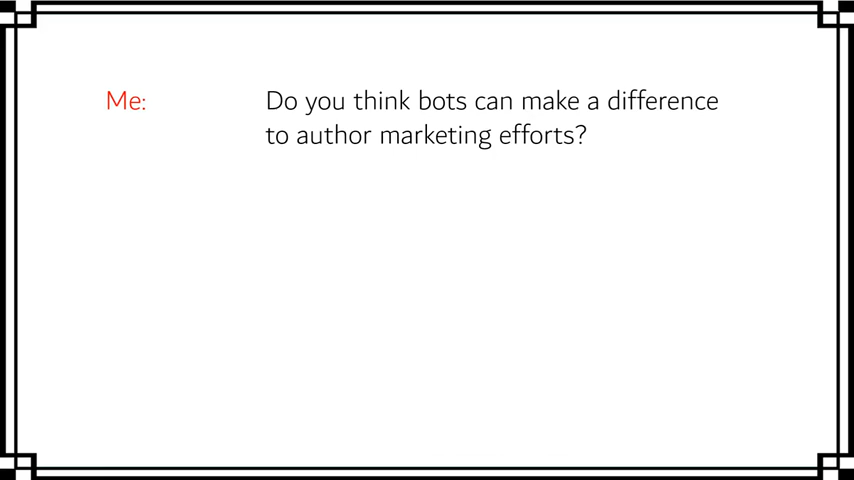 Me: Do you think bots can make a difference
to author marketing efforts?